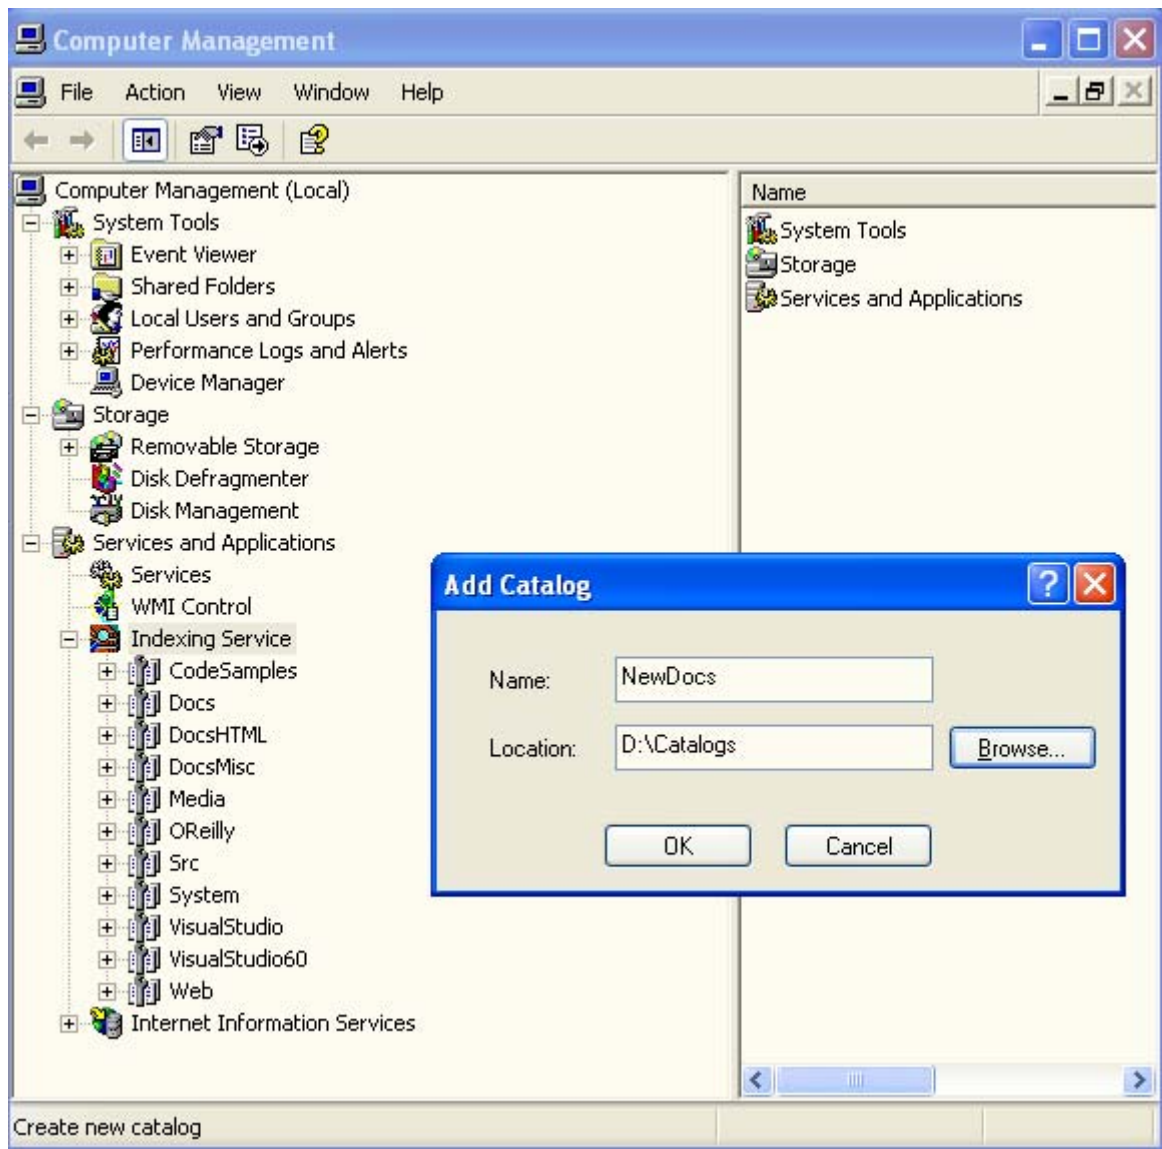 Computer Management
File Action View Window Help
Computer Management (Local)
System Tools
Event Viewer
Shared Folders
Local Users and Groups
Performance Logs and Alerts
Device Manager
Storage
Removable Storage
Disk Defragmenter
Disk Management
Services and Applications
Services
WMI Control
Indexing Service
CodeSamples
Docs
DocsHTML
DocsMisc
Media
OReilly
Src
System
VisualStudio
VisualStudio60
Web
Internet Information Services
Name
System Tools
Storage
Services and Applications
Add Catalog
Name: NewDocs
Location: D:\Catalogs Browse...
OK Cancel
Create new catalog